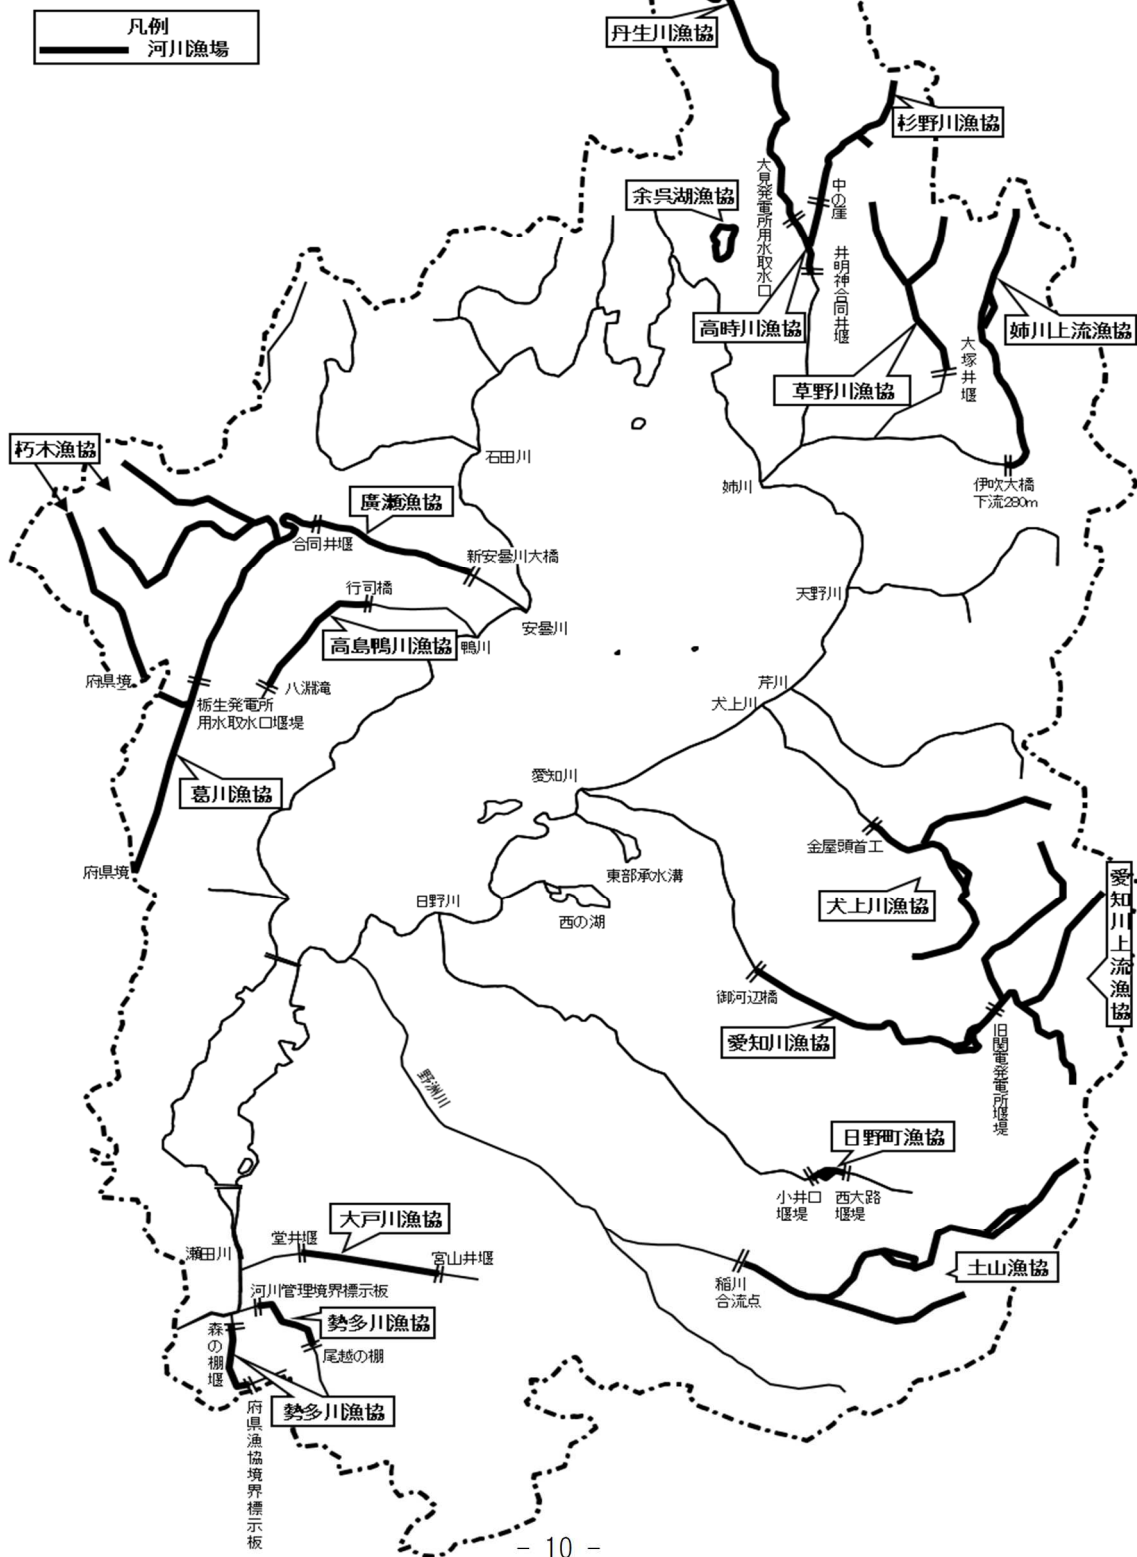 凡例
河川漁場
丹生川漁協
杉野川漁協
余呉湖漁協
大見発電所用水取水口
中の崖
井明神合同井堰
高時川漁協
姉川上流漁協
大塚井堰
草野川漁協
朽木漁協
石田川
姉川
伊吹大橋
下流280m
廣瀬漁協
合同井堰
新安曇川大橋
行司橋
天野川
安曇川
高島鴨川漁協
鴨川
府県境
八淵滝
芹川
犬上川
栃生発電所
用水取水口堰堤
愛知川
葛川漁協
金屋頭首工
府県境
東部承水溝
愛知川上流漁協
日野川
西の湖
犬上川漁協
御河辺橋
愛知川漁協
旧関電発電所堰堤
野洲川
日野町漁協
小井口
堰堤
西大路
堰堤
大戸川漁協
堂井堰
瀬田川
宮山井堰
土山漁協
稲川
合流点
河川管理境界標示板
勢多川漁協
森の棚堰
尾越の棚
勢多川漁協
府県漁協境界標示板
- 10 -